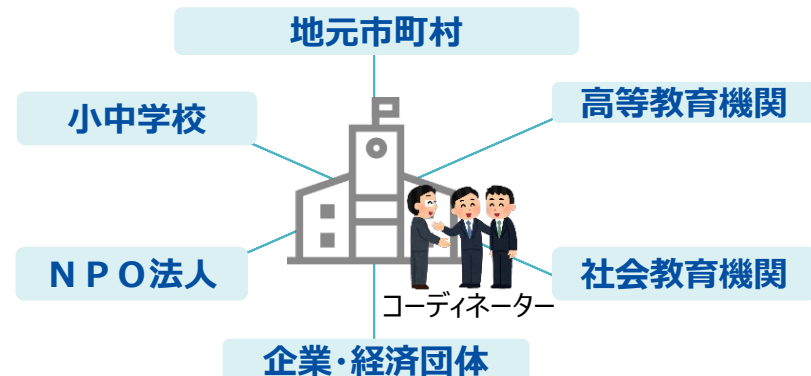 地元市町村
小中学校
高等教育機関
ＮＰＯ法人
社会教育機関
コーディネーター
企業・経済団体